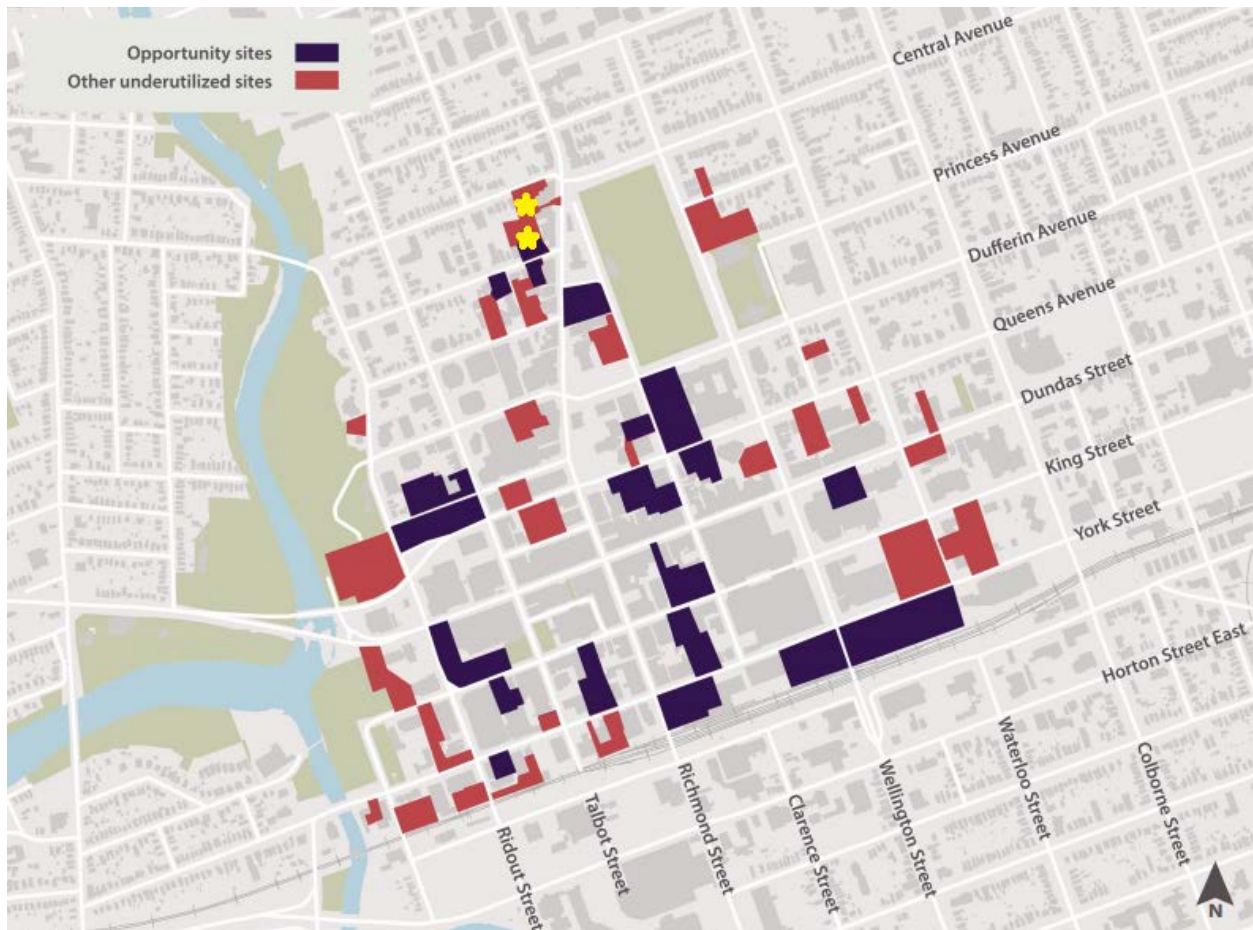 Opportunity sites
Other underutilized sites
Central Avenue
Princess Avenue
Dufferin Avenue
Queens Avenue
Dundas Street
King Street
York Street
Horton Street East
Ridout Street
Talbot Street
Richmond Street
Clarence Street
Wellington Street
Waterloo Street
Colborne Street
N